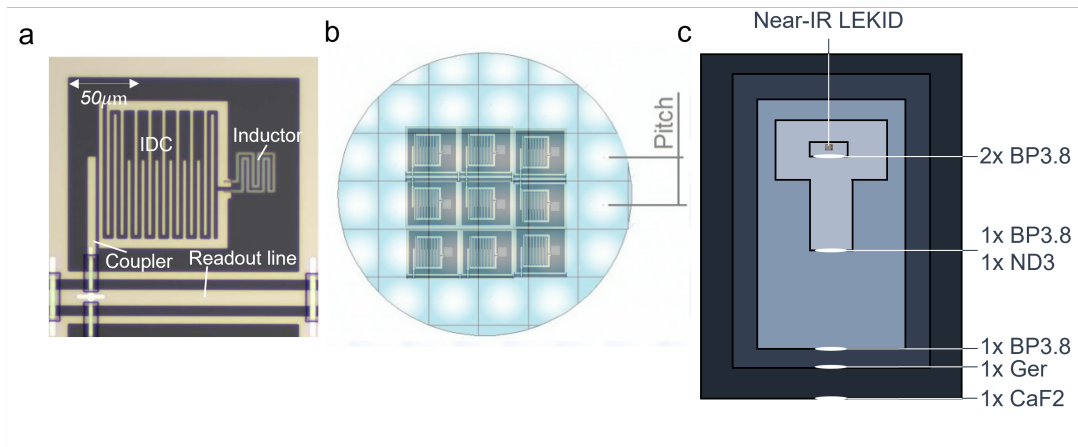 a
50μm
IDC
Inductor
Coupler
Readout line
b
Pitch
c
Near-IR LEKID
2x BP3.8
1x BP3.8
1x ND3
1x BP3.8
1x Ger
1x CaF2